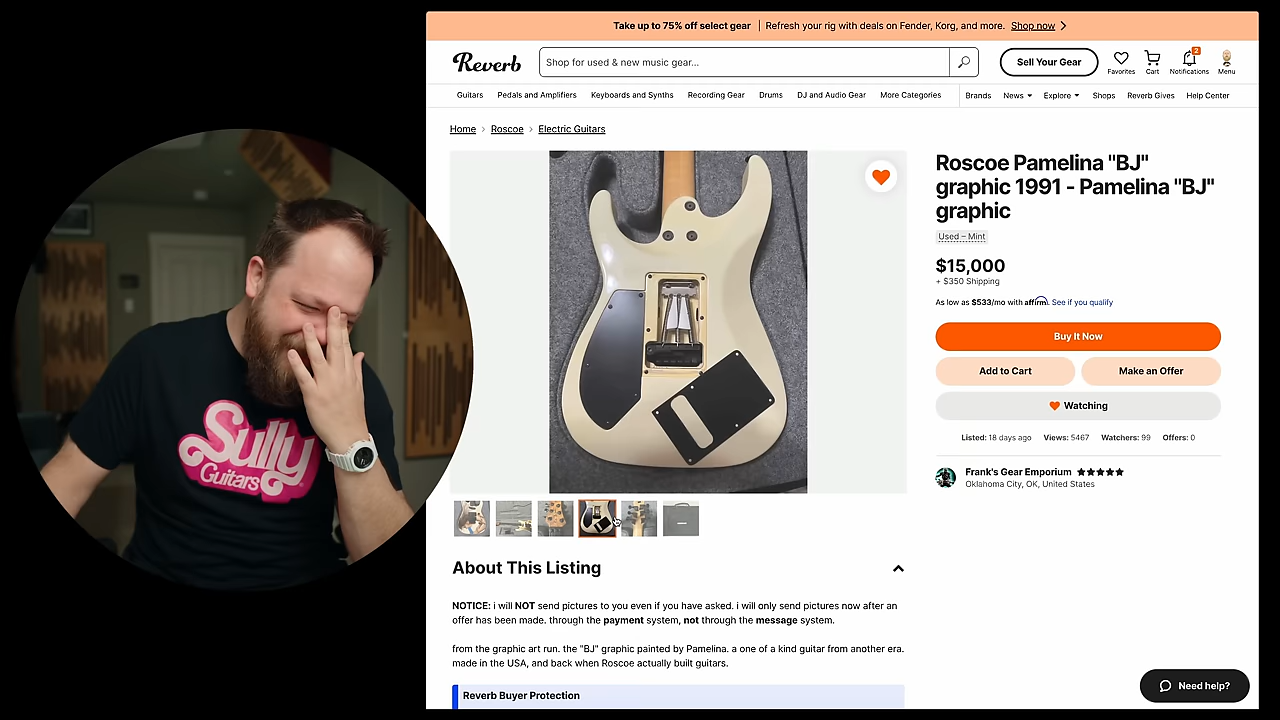 Take up to 75% off select gear | Refresh your rig with deals on Fender, Korg, and more. Shop now
Reverb
Search for used & new music gear...
Sell Your Gear
Favorites
Cart
2
Notifications
Menu
Guitars
Pedals and Amplifiers
Keyboards and Synths
Recording Gear
Drums
DJ and Audio Gear
More Categories
Brands
News
Explore
Shops
Reverb Gives
Help Center
Home › Roscoe › Electric Guitars
Roscoe Pamelina "BJ"
graphic 1991 - Pamelina "BJ"
graphic
Used – Mint
$15,000
+ $350 Shipping
As low as $533/mo with affirm. See if you qualify
Buy It Now
Add to Cart
Make an Offer
Watching
Listed: 18 days ago Views: 5467 Watchers: 99 Offers: 0
Frank's Gear Emporium
Oklahoma City, OK, United States
Sully
Guitars
About This Listing
NOTICE: i will NOT send pictures to you even if you have asked. i will only send pictures now after an
offer has been made. through the payment system, not through the message system.
from the graphic art run. the "BJ" graphic painted by Pamelina. a one of a kind guitar from another era.
made in the USA, and back when Roscoe actually built guitars.
Reverb Buyer Protection
Need help?